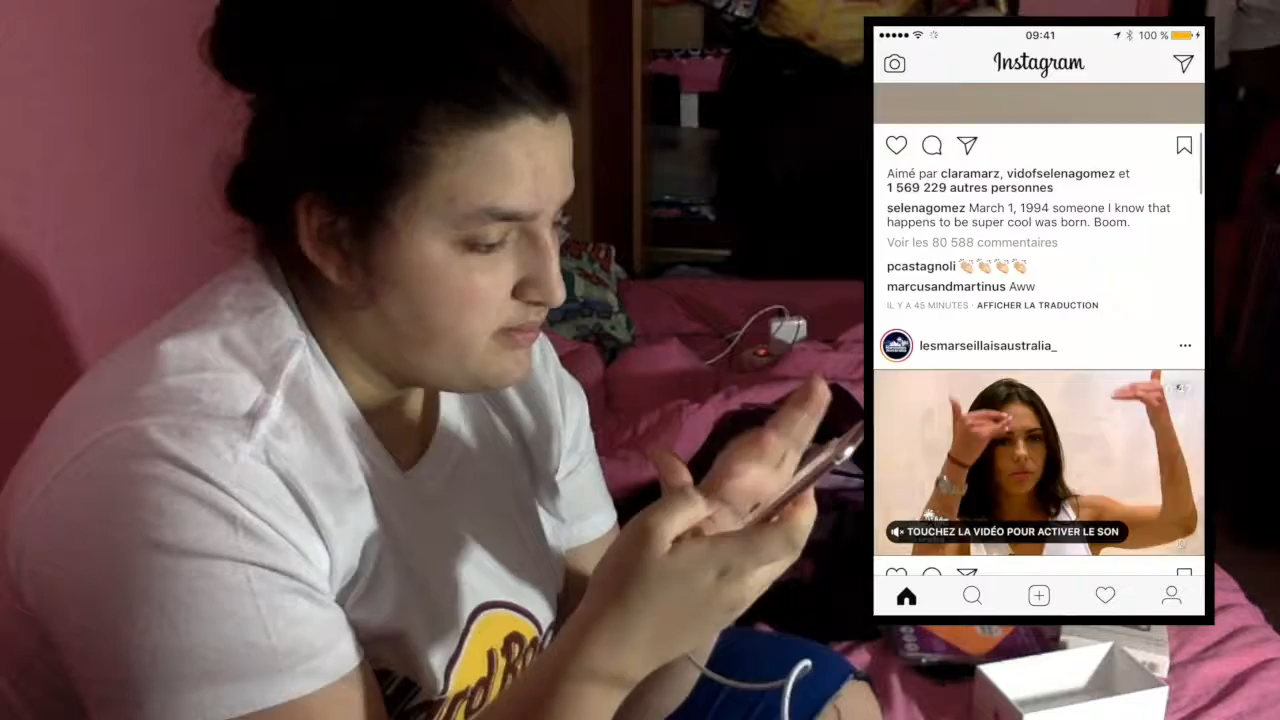 09:41
100 %
Instagram
Aimé par claramarz, vidofselenagomez et
1 569 229 autres personnes
selenagomez March 1, 1994 someone I know that
happens to be super cool was born. Boom.
Voir les 80 588 commentaires
pcastagnoli 👏🏻👏🏻👏🏻👏🏻
marcusandmartinus Aww
IL Y A 45 MINUTES · AFFICHER LA TRADUCTION
lesmarseillaisaustralia_
TOUCHEZ LA VIDÉO POUR ACTIVER LE SON